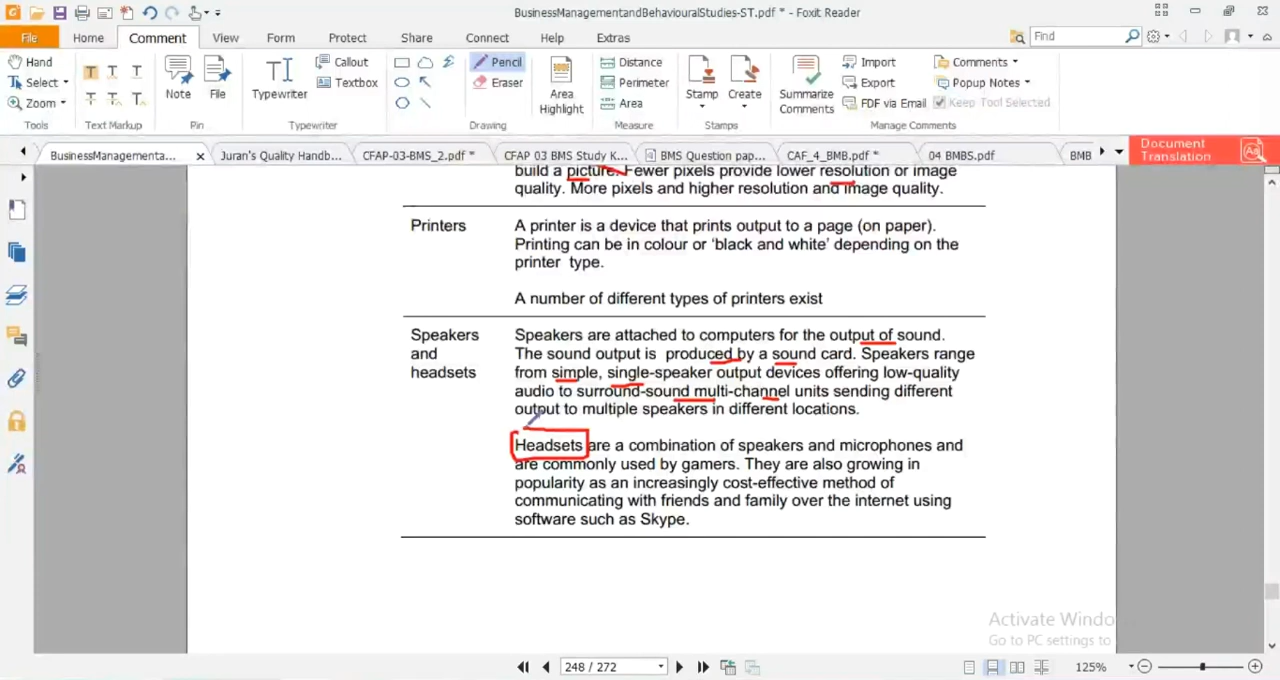 BusinessManagementandBehaviouralStudies-ST.pdf * - Foxit Reader
File Home Comment View Form Protect Share Connect Help Extras Find
Hand
Select
Zoom
Tools
T T T
T T T
Text Markup
Note File
Pin
Typewriter
Callout
Textbox
Typewriter
Pencil
Eraser
Drawing
Area Highlight
Distance
Perimeter
Area
Measure
Stamp Create
Stamps
Summarize Comments
Import
Export
FDF via Email
Comments
Popup Notes
Keep Tool Selected
Manage Comments
BusinessManagementa... Juran's Quality Handb... CFAP-03-BMS_2.pdf * CFAP 03 BMS Study K... BMS Question pap... CAF_4_BMB.pdf * 04 BMBS.pdf BMB
Document
Translation
build a picture. Fewer pixels provide lower resolution or image
quality. More pixels and higher resolution and image quality.
Printers A printer is a device that prints output to a page (on paper).
Printing can be in colour or ‘black and white’ depending on the
printer type.
A number of different types of printers exist
Speakers Speakers are attached to computers for the output of sound.
and The sound output is produced by a sound card. Speakers range
headsets from simple, single-speaker output devices offering low-quality
audio to surround-sound multi-channel units sending different
output to multiple speakers in different locations.
Headsets are a combination of speakers and microphones and
are commonly used by gamers. They are also growing in
popularity as an increasingly cost-effective method of
communicating with friends and family over the internet using
software such as Skype.
Activate Windo
Go to PC settings to
248 / 272 125%